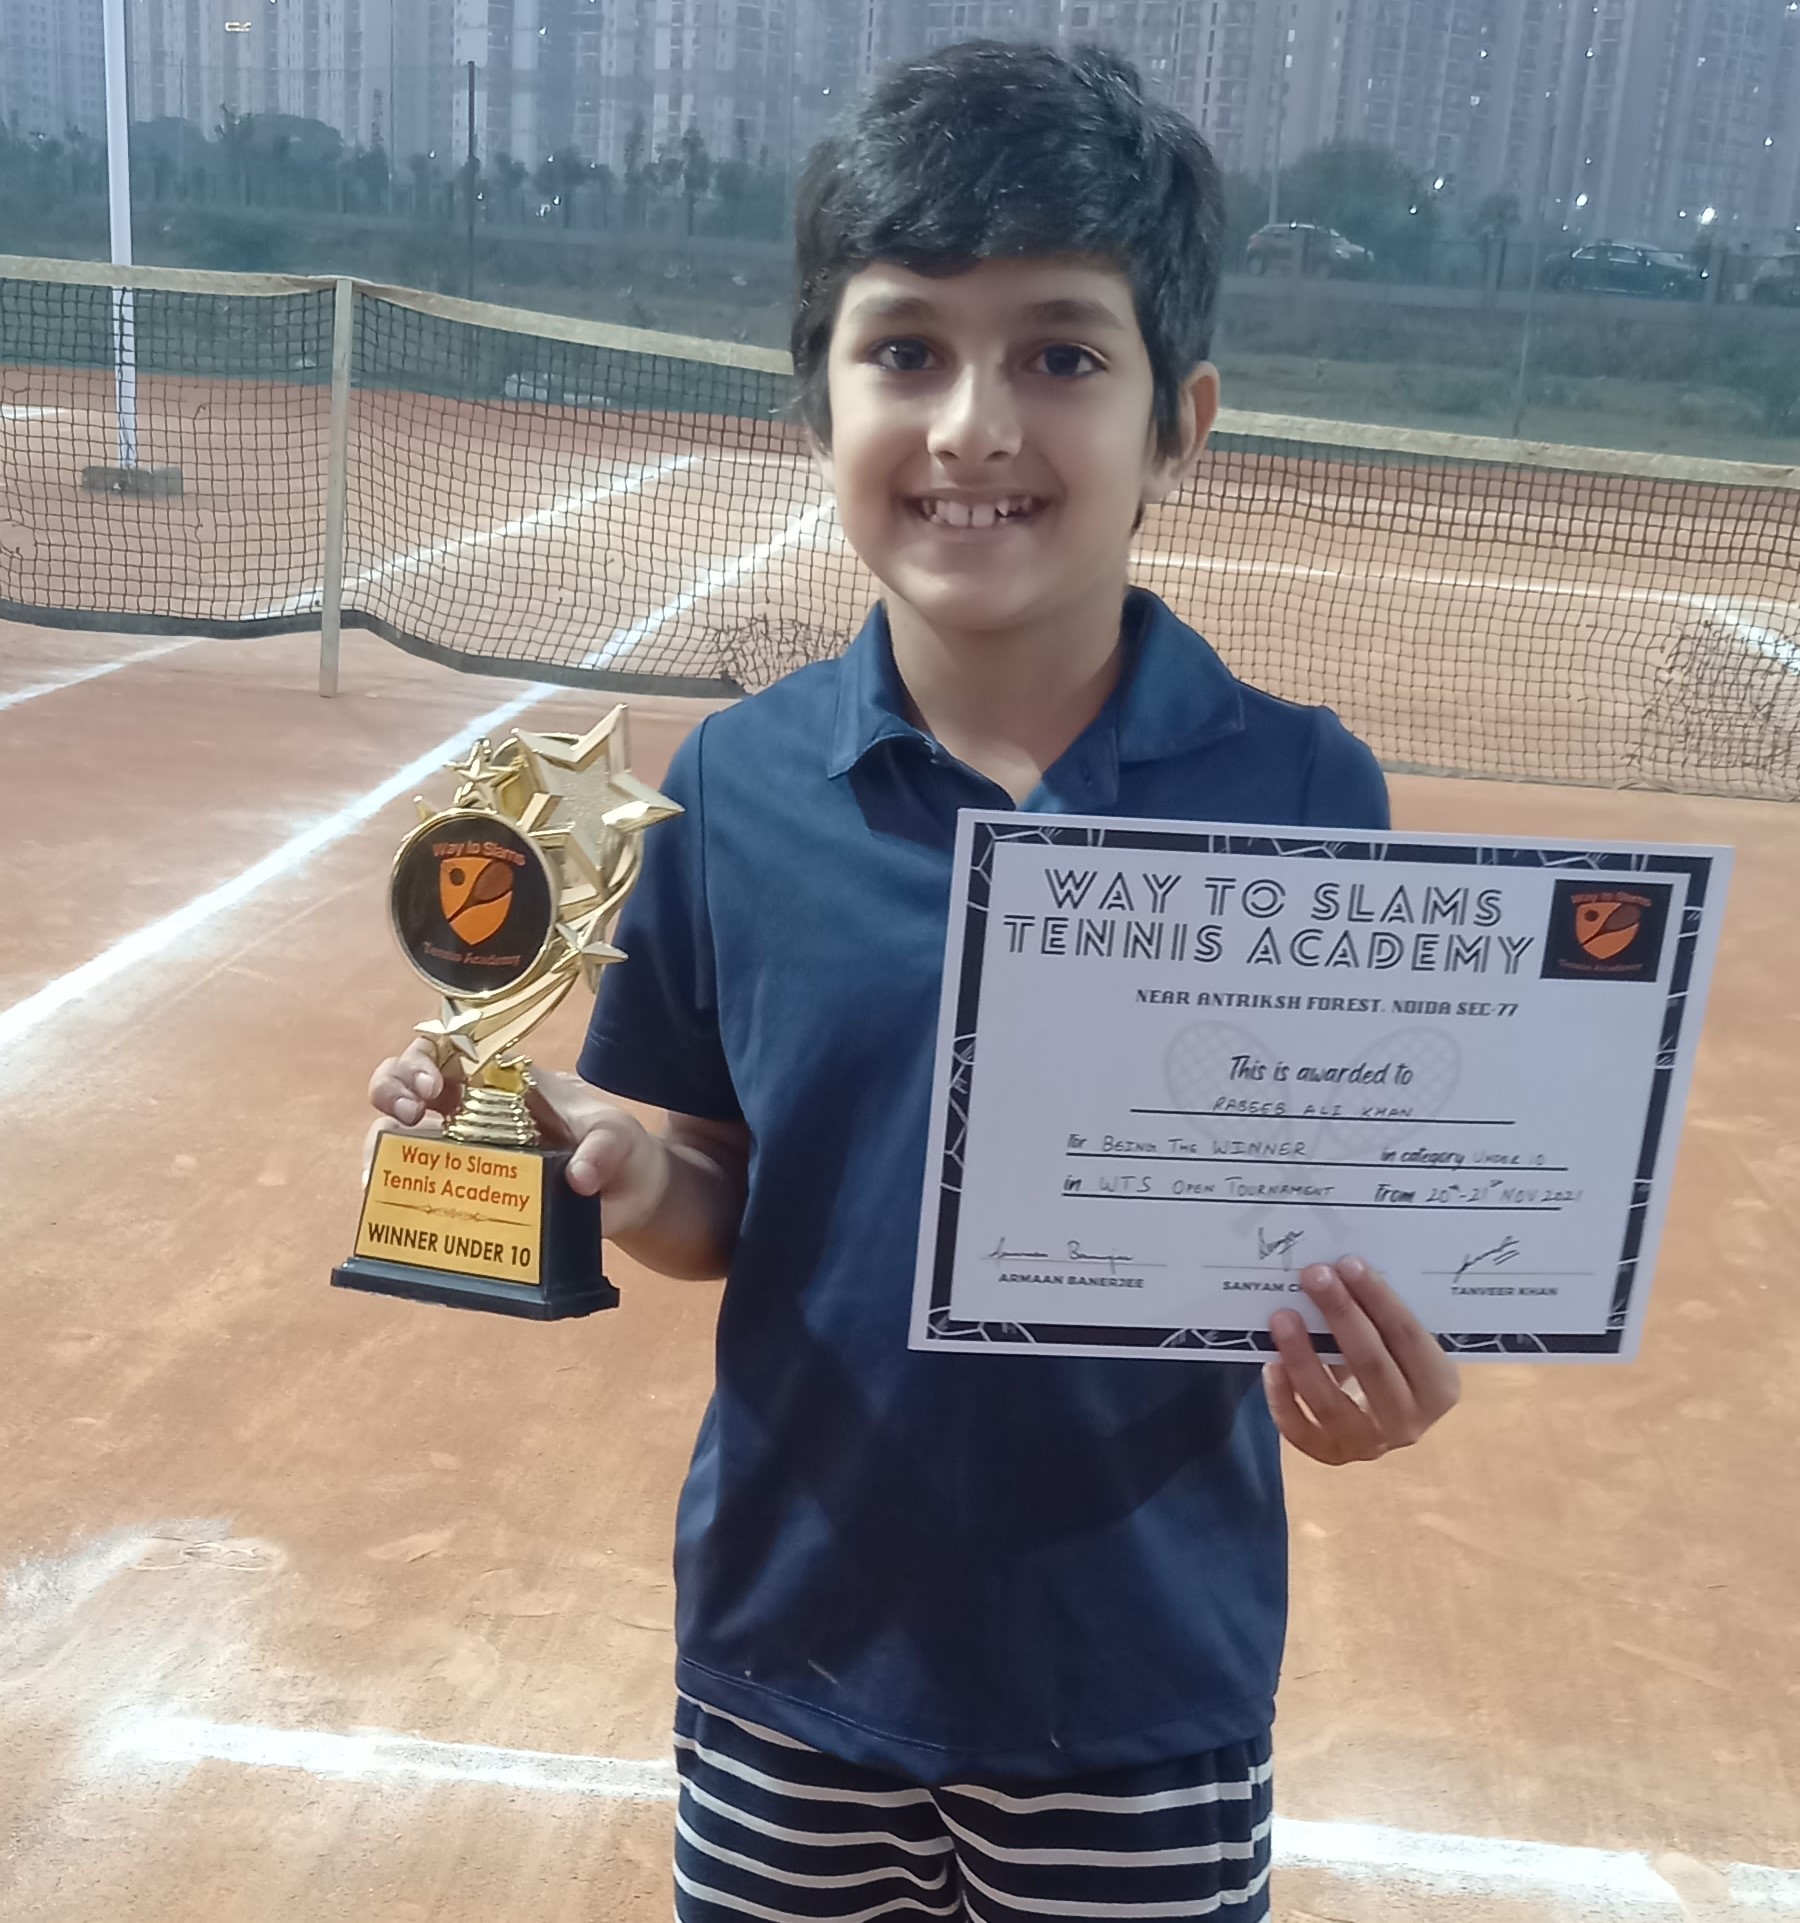 Way to Slams
Tennis Academy
Way to Slams
Tennis Academy
WINNER UNDER 10
WAY TO SLAMS
TENNIS ACADEMY
Way to Slams
Tennis Academy
NEAR ANTRIKSH FOREST, NOIDA SEC-77
This is awarded to
RABEEB ALI KHAN
for BEING THE WINNER in category UNDER 10
in WTS OPEN TOURNAMENT From 20th-21st NOV 2021
ARMAAN BANERJEE
SANYAM
TANVEER KHAN